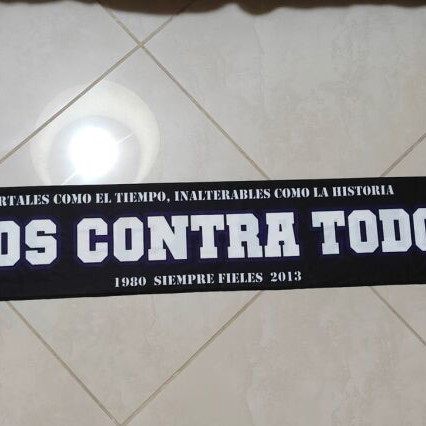 RTALES COMO EL TIEMPO, INALTERABLES COMO LA HISTORIA
OS CONTRA TODO
1980 SIEMPRE FIELES 2013